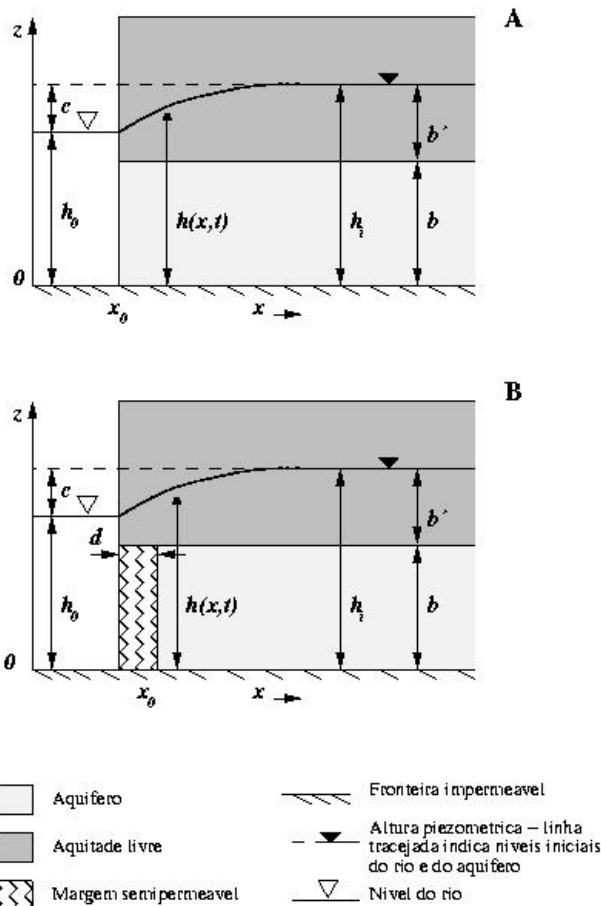 A
z
c
h₀
h(x,t)
hᵢ
b'
b
0
x₀
x
B
z
c
d
h₀
h(x,t)
hᵢ
b'
b
0
x₀
x
Aquifero
Fronteira impermeavel
Aquitade livre
Altura piezometrica – linha
tracejada indica niveis iniciais
do rio e do aquifero
Margem semipermeavel
Nivel do rio